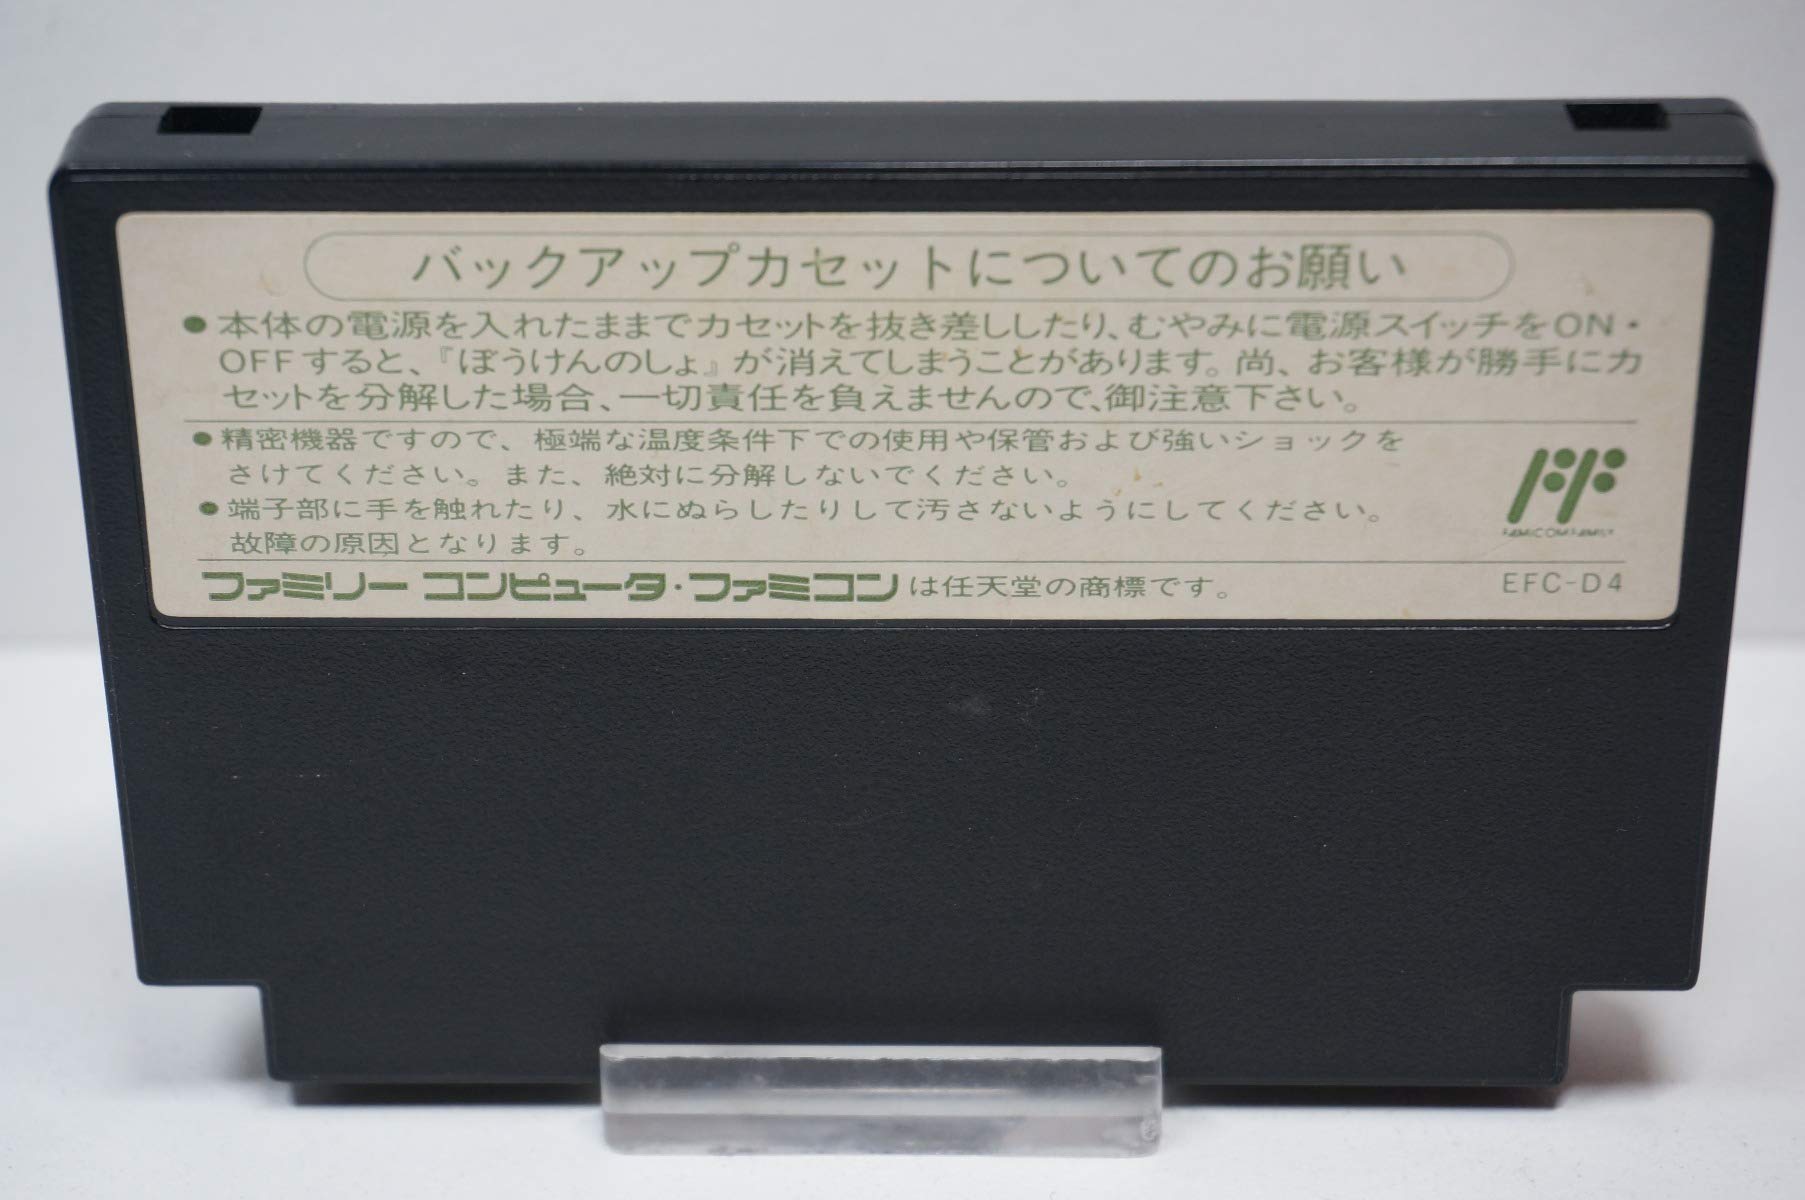 バックアップカセットについてのお願い
●本体の電源を入れたままでカセットを抜き差ししたり、むやみに電源スイッチをON・
OFFすると、『ぼうけんのしょ』が消えてしまうことがあります。尚、お客様が勝手にカ
セットを分解した場合、一切責任を負えませんので、御注意下さい。
●精密機器ですので、極端な温度条件下での使用や保管および強いショックを
さけてください。また、絶対に分解しないでください。
●端子部に手を触れたり、水にぬらしたりして汚さないようにしてください。
故障の原因となります。
FAMICOM FAMILY
ファミリー コンピュータ・ファミコンは任天堂の商標です。
EFC-D4